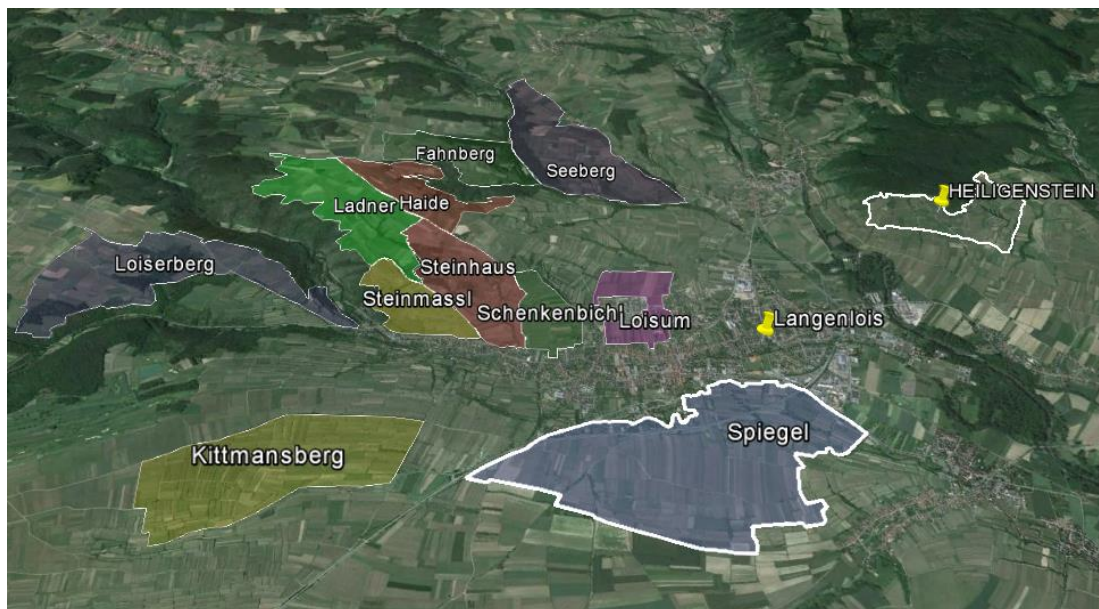 Fahnberg
Seeberg
HEILIGENSTEIN
Ladner
Haide
Loiserberg
Steinhaus
Steinmassl
Schenkenbichl
Loisum
Langenlois
Spiegel
Kittmansberg